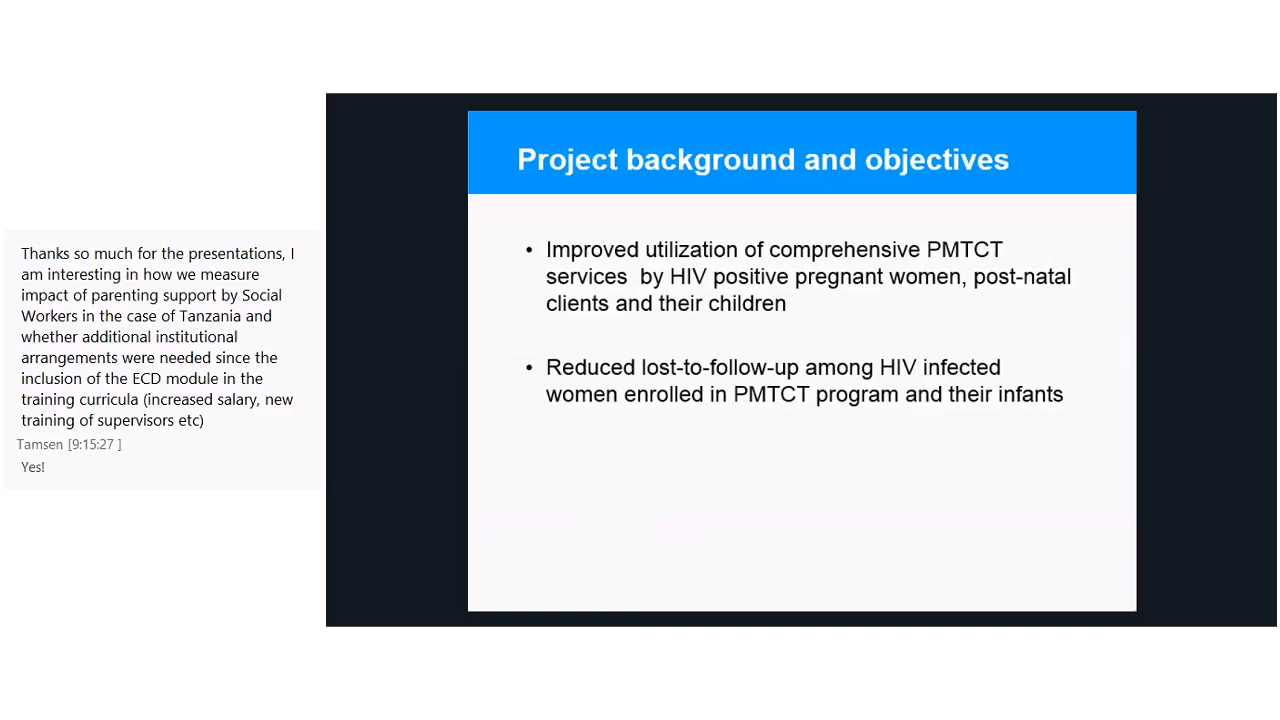 Thanks so much for the presentations, I
am interesting in how we measure
impact of parenting support by Social
Workers in the case of Tanzania and
whether additional institutional
arrangements were needed since the
inclusion of the ECD module in the
training curricula (increased salary, new
training of supervisors etc)
Tamsen [9:15:27 ]
Yes!
Project background and objectives
• Improved utilization of comprehensive PMTCT
services by HIV positive pregnant women, post-natal
clients and their children
• Reduced lost-to-follow-up among HIV infected
women enrolled in PMTCT program and their infants